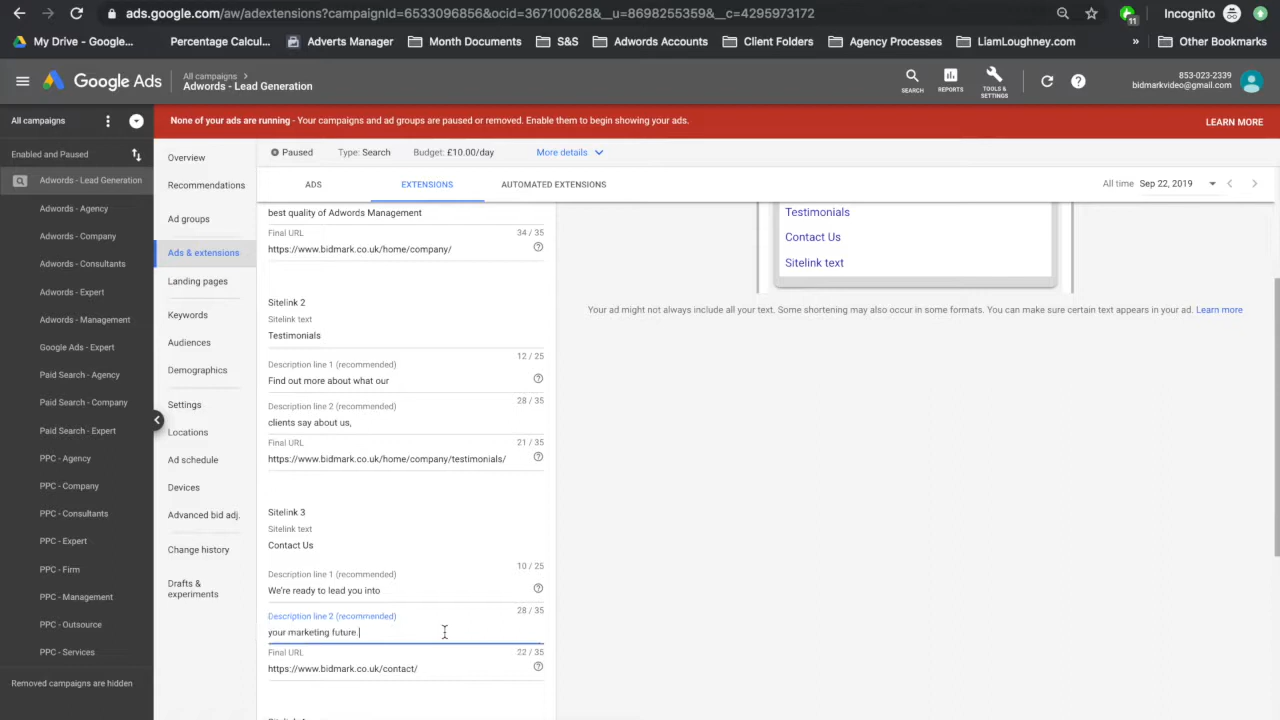 ads.google.com/aw/adextensions?campaignId=6533096856&ocid=367100628&__u=8698255359&__c=4295973172
Incognito
11
My Drive - Google...
Percentage Calcul...
Adverts Manager
Month Documents
S&S
Adwords Accounts
Client Folders
Agency Processes
LiamLoughney.com
»
Other Bookmarks
Google Ads
All campaigns >
Adwords - Lead Generation
SEARCH
REPORTS
TOOLS &
SETTINGS
853-023-2339
bidmarkvideo@gmail.com
All campaigns
None of your ads are running - Your campaigns and ad groups are paused or removed. Enable them to begin showing your ads.
LEARN MORE
Enabled and Paused
Adwords - Lead Generation
Adwords - Agency
Adwords - Company
Adwords - Consultants
Adwords - Expert
Adwords - Management
Google Ads - Expert
Paid Search - Agency
Paid Search - Company
Paid Search - Expert
PPC - Agency
PPC - Company
PPC - Consultants
PPC - Expert
PPC - Firm
PPC - Management
PPC - Outsource
PPC - Services
Removed campaigns are hidden
Overview
Recommendations
Ad groups
Ads & extensions
Landing pages
Keywords
Audiences
Demographics
Settings
Locations
Ad schedule
Devices
Advanced bid adj.
Change history
Drafts &
experiments
Paused
Type: Search
Budget: £10.00/day
More details
ADS
EXTENSIONS
AUTOMATED EXTENSIONS
All time
Sep 22, 2019
best quality of Adwords Management
Final URL
34 / 35
https://www.bidmark.co.uk/home/company/
Sitelink 2
Sitelink text
Testimonials
12 / 25
Description line 1 (recommended)
Find out more about what our
28 / 35
Description line 2 (recommended)
clients say about us,
Final URL
21 / 35
https://www.bidmark.co.uk/home/company/testimonials/
Sitelink 3
Sitelink text
Contact Us
10 / 25
Description line 1 (recommended)
We're ready to lead you into
28 / 35
Description line 2 (recommended)
your marketing future.
Final URL
22 / 35
https://www.bidmark.co.uk/contact/
Testimonials
Contact Us
Sitelink text
Your ad might not always include all your text. Some shortening may also occur in some formats. You can make sure certain text appears in your ad. Learn more